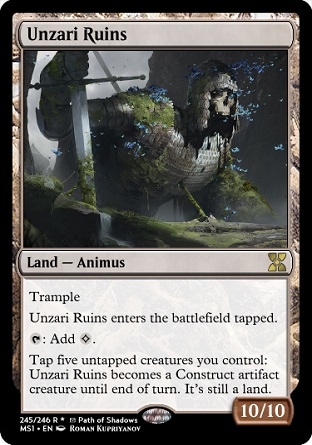 Unzari Ruins
Land — Animus
Trample
Unzari Ruins enters the battlefield tapped.
: Add .
Tap five untapped creatures you control:
Unzari Ruins becomes a Construct artifact
creature until end of turn. It's still a land.
10/10
245/246 R * Path of Shadows
MS1 • EN Roman Kupriyanov